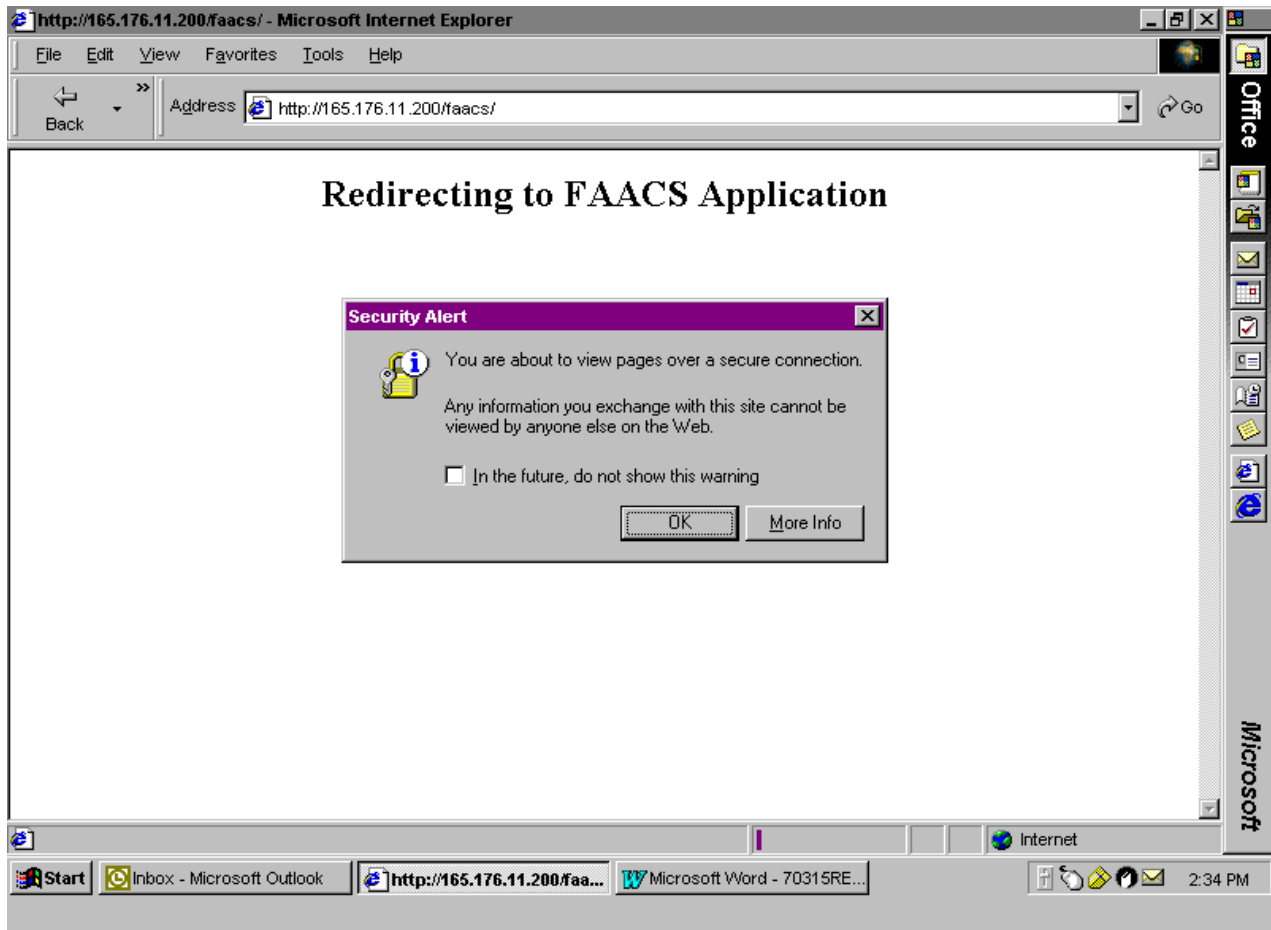 http://165.176.11.200/faacs/ - Microsoft Internet Explorer
File Edit View Favorites Tools Help
Back
»
Address http://165.176.11.200/faacs/
Go
Office
Redirecting to FAACS Application
Security Alert
You are about to view pages over a secure connection.
Any information you exchange with this site cannot be
viewed by anyone else on the Web.
In the future, do not show this warning
OK More Info
Microsoft
Internet
Start Inbox - Microsoft Outlook http://165.176.11.200/faa... Microsoft Word - 70315RE... 2:34 PM